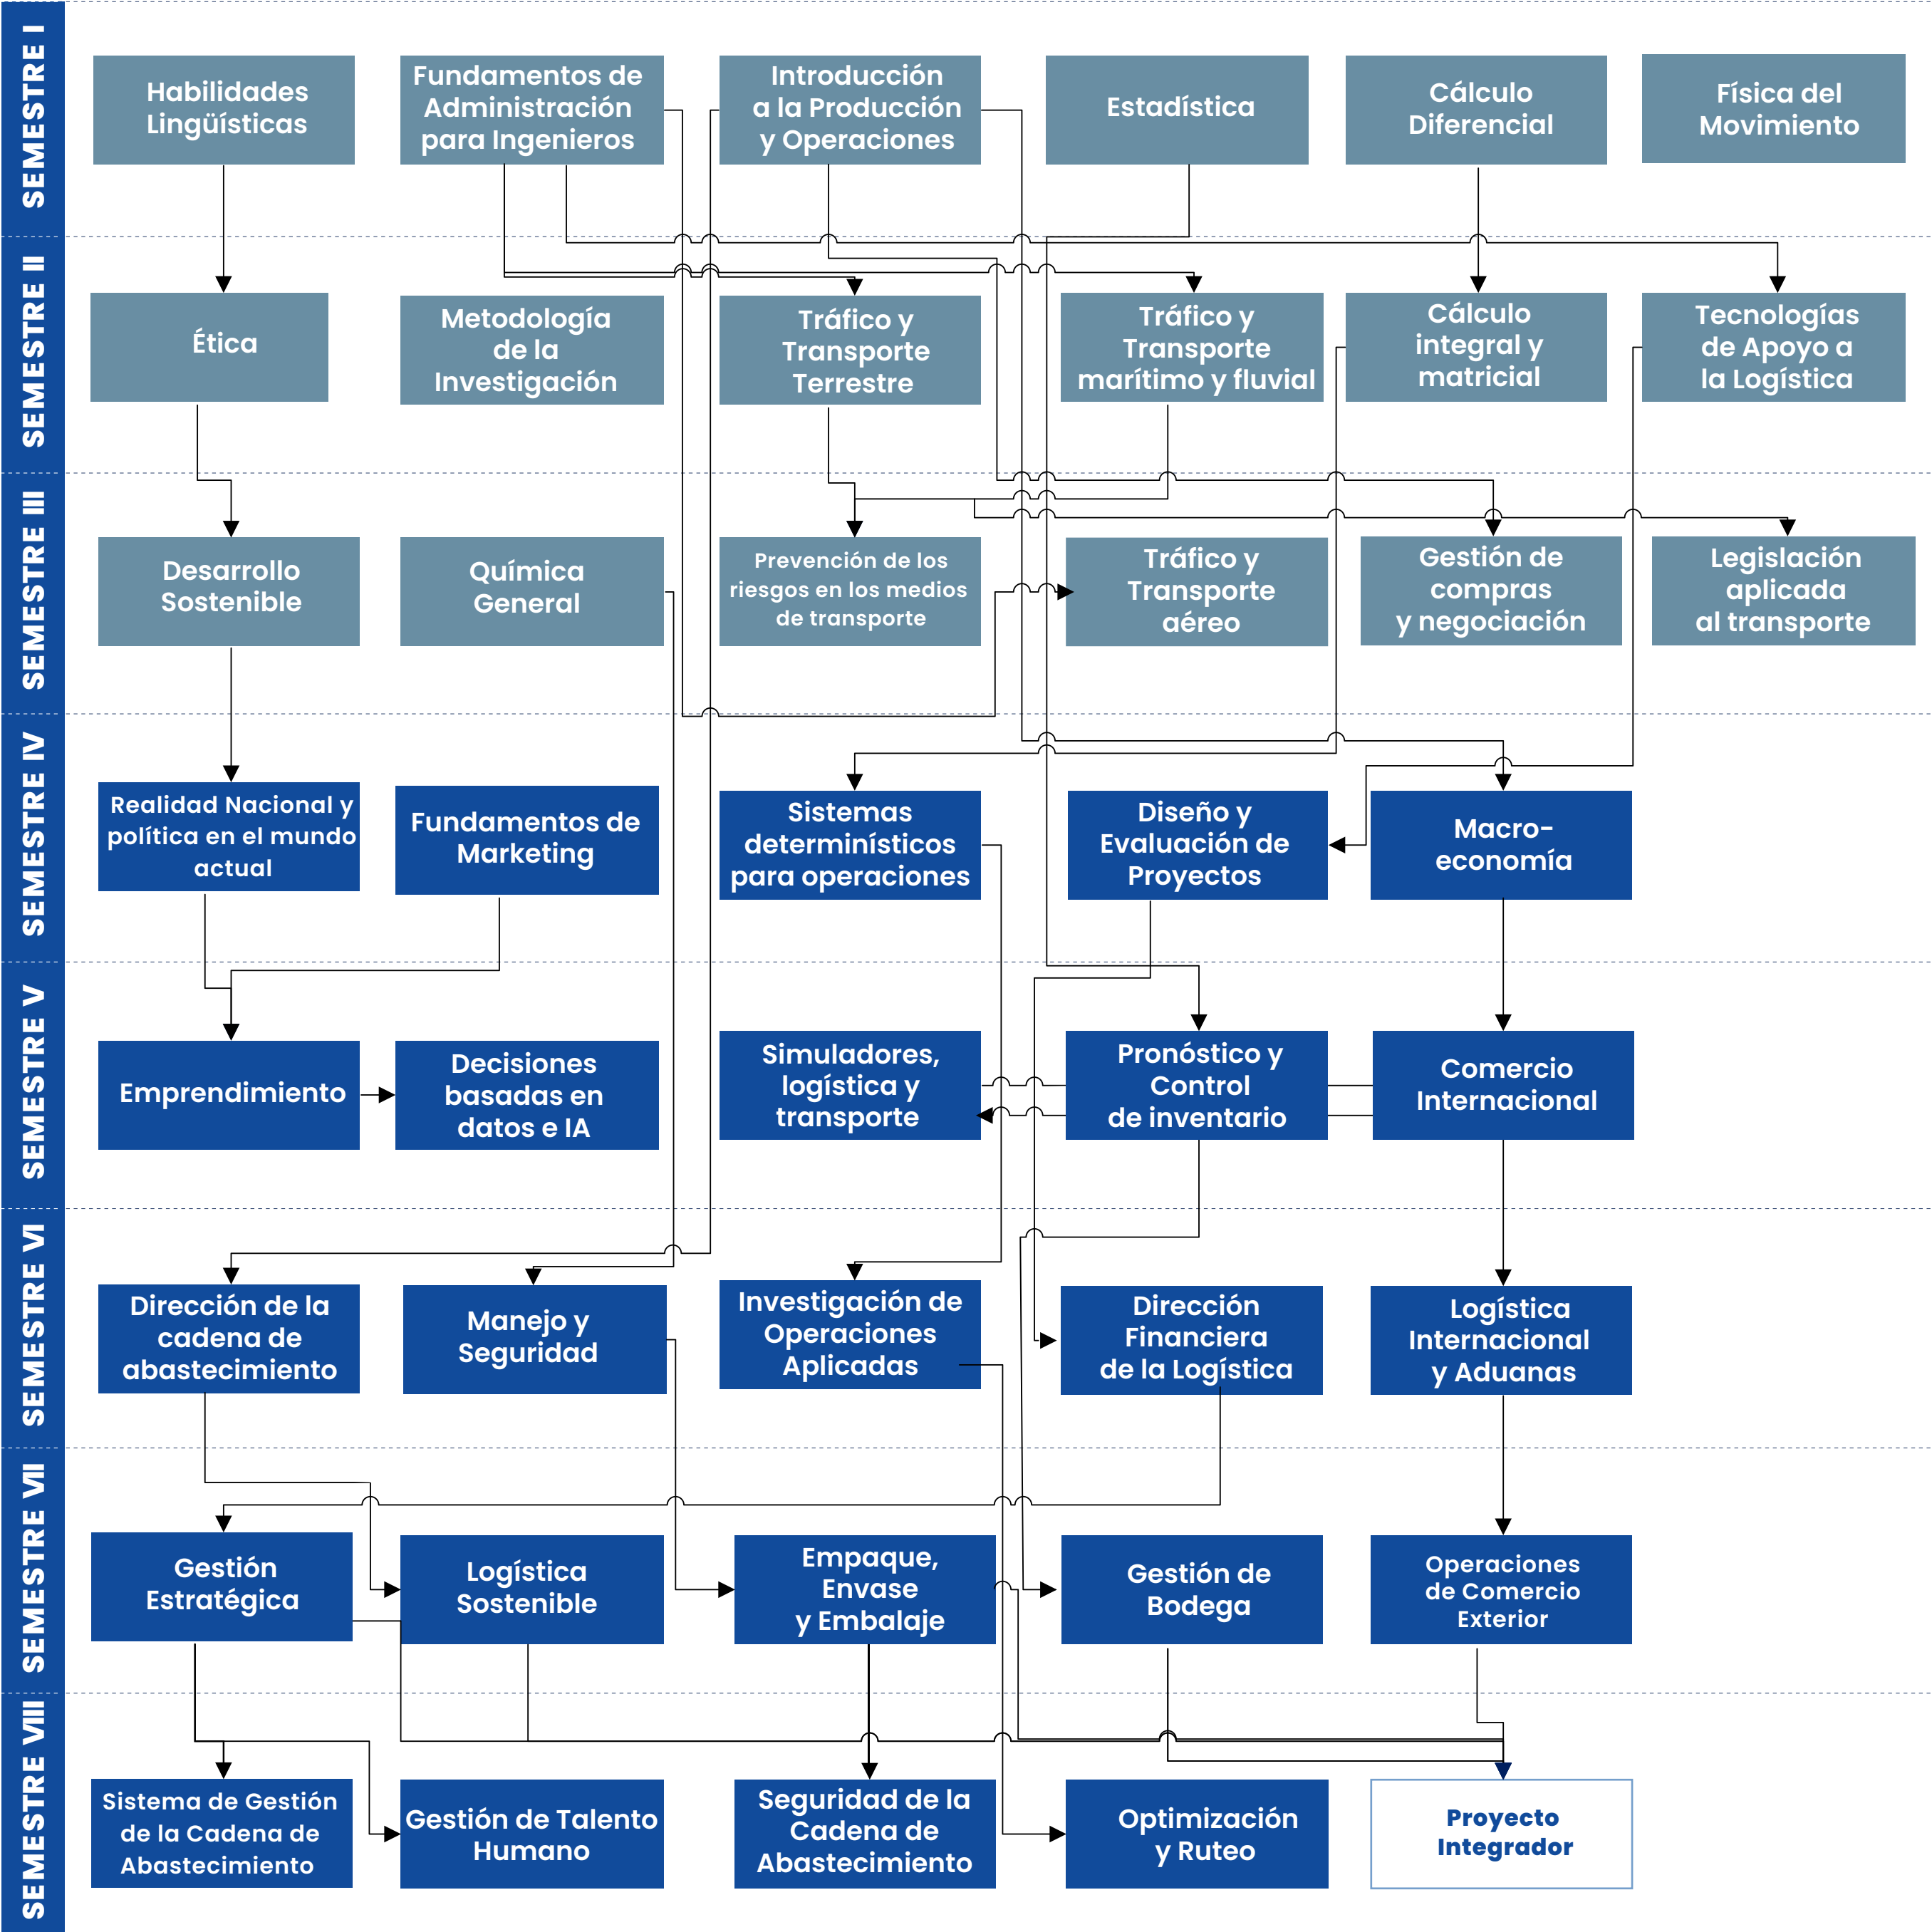 SEMESTRE I
Habilidades
Lingüísticas
Fundamentos de
Administración
para Ingenieros
Introducción
a la Producción
y Operaciones
Estadística
Cálculo
Diferencial
Física del
Movimiento
SEMESTRE II
Ética
Metodología
de la
Investigación
Tráfico y
Transporte
Terrestre
Tráfico y
Transporte
marítimo y fluvial
Cálculo
integral y
matricial
Tecnologías
de Apoyo a
la Logística
SEMESTRE III
Desarrollo
Sostenible
Química
General
Prevención de los
riesgos en los medios
de transporte
Tráfico y
Transporte
aéreo
Gestión de
compras
y negociación
Legislación
aplicada
al transporte
SEMESTRE IV
Realidad Nacional y
política en el mundo
actual
Fundamentos de
Marketing
Sistemas
determinísticos
para operaciones
Diseño y
Evaluación de
Proyectos
Macro-
economía
SEMESTRE V
Emprendimiento
Decisiones
basadas en
datos e IA
Simuladores,
logística y
transporte
Pronóstico y
Control
de inventario
Comercio
Internacional
SEMESTRE VI
Dirección de la
cadena de
abastecimiento
Manejo y
Seguridad
Investigación de
Operaciones
Aplicadas
Dirección
Financiera
de la Logística
Logística
Internacional
y Aduanas
SEMESTRE VII
Gestión
Estratégica
Logística
Sostenible
Empaque,
Envase
y Embalaje
Gestión de
Bodega
Operaciones
de Comercio
Exterior
SEMESTRE VIII
Sistema de Gestión
de la Cadena de
Abastecimiento
Gestión de Talento
Humano
Seguridad de la
Cadena de
Abastecimiento
Optimización
y Ruteo
Proyecto
Integrador